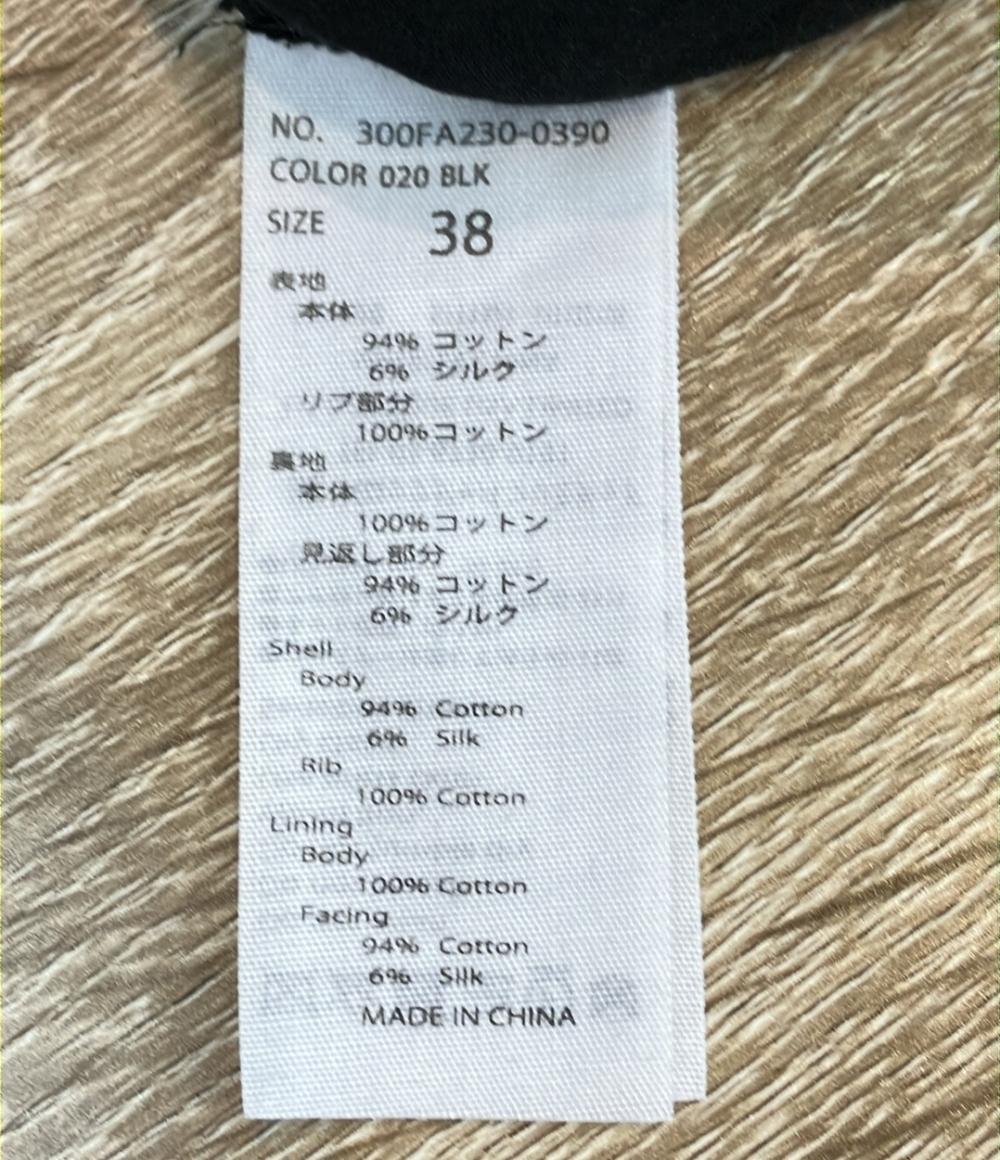 NO. 300FA230-0390
COLOR 020 BLK
SIZE 38
表地
本体
94% コットン
6% シルク
リブ部分
100% コットン
裏地
本体
100% コットン
見返し部分
94% コットン
6% シルク
Shell
Body
94% Cotton
6% Silk
Rib
100% Cotton
Lining
Body
100% Cotton
Facing
94% Cotton
6% Silk
MADE IN CHINA